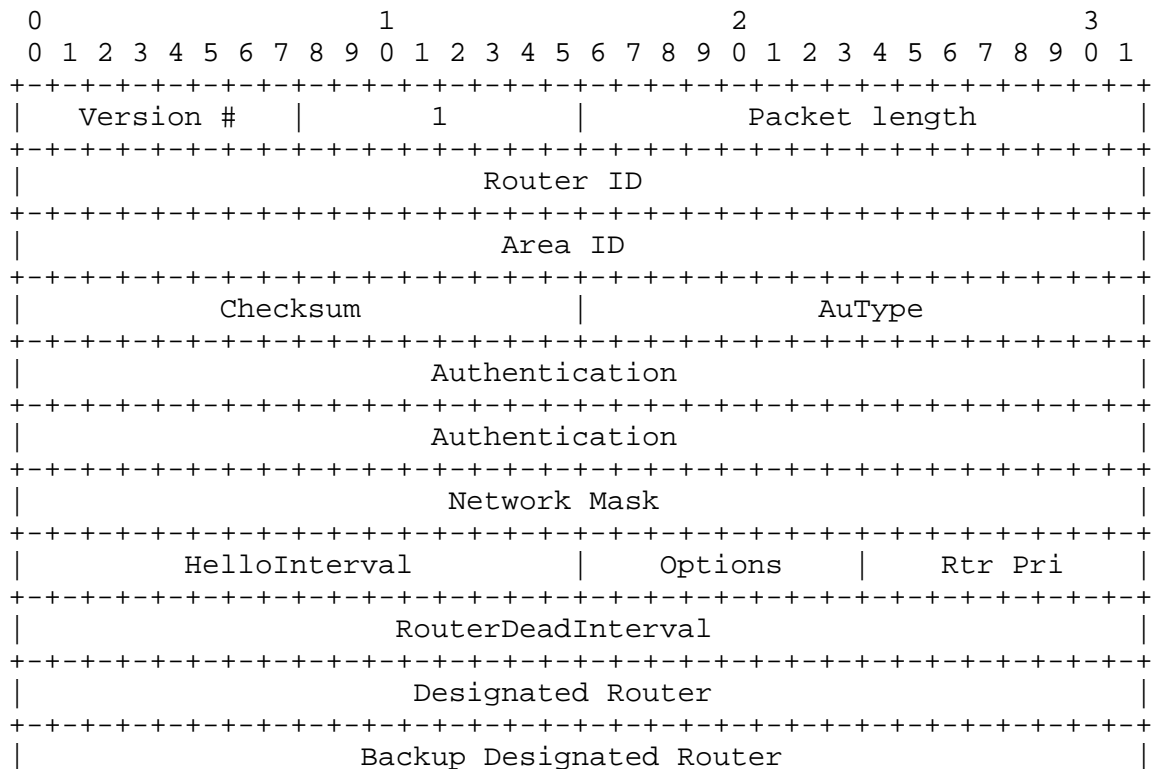 0                   1                   2                   3
0 1 2 3 4 5 6 7 8 9 0 1 2 3 4 5 6 7 8 9 0 1 2 3 4 5 6 7 8 9 0 1
+-+-+-+-+-+-+-+-+-+-+-+-+-+-+-+-+-+-+-+-+-+-+-+-+-+-+-+-+-+-+-+-+
|   Version #   |       1       |         Packet length         |
+-+-+-+-+-+-+-+-+-+-+-+-+-+-+-+-+-+-+-+-+-+-+-+-+-+-+-+-+-+-+-+-+
|                          Router ID                            |
+-+-+-+-+-+-+-+-+-+-+-+-+-+-+-+-+-+-+-+-+-+-+-+-+-+-+-+-+-+-+-+-+
|                           Area ID                             |
+-+-+-+-+-+-+-+-+-+-+-+-+-+-+-+-+-+-+-+-+-+-+-+-+-+-+-+-+-+-+-+-+
|           Checksum            |             AuType            |
+-+-+-+-+-+-+-+-+-+-+-+-+-+-+-+-+-+-+-+-+-+-+-+-+-+-+-+-+-+-+-+-+
|                       Authentication                          |
+-+-+-+-+-+-+-+-+-+-+-+-+-+-+-+-+-+-+-+-+-+-+-+-+-+-+-+-+-+-+-+-+
|                       Authentication                          |
+-+-+-+-+-+-+-+-+-+-+-+-+-+-+-+-+-+-+-+-+-+-+-+-+-+-+-+-+-+-+-+-+
|                        Network Mask                           |
+-+-+-+-+-+-+-+-+-+-+-+-+-+-+-+-+-+-+-+-+-+-+-+-+-+-+-+-+-+-+-+-+
|         HelloInterval         |    Options    |    Rtr Pri    |
+-+-+-+-+-+-+-+-+-+-+-+-+-+-+-+-+-+-+-+-+-+-+-+-+-+-+-+-+-+-+-+-+
|                     RouterDeadInterval                        |
+-+-+-+-+-+-+-+-+-+-+-+-+-+-+-+-+-+-+-+-+-+-+-+-+-+-+-+-+-+-+-+-+
|                      Designated Router                        |
+-+-+-+-+-+-+-+-+-+-+-+-+-+-+-+-+-+-+-+-+-+-+-+-+-+-+-+-+-+-+-+-+
|                   Backup Designated Router                    |